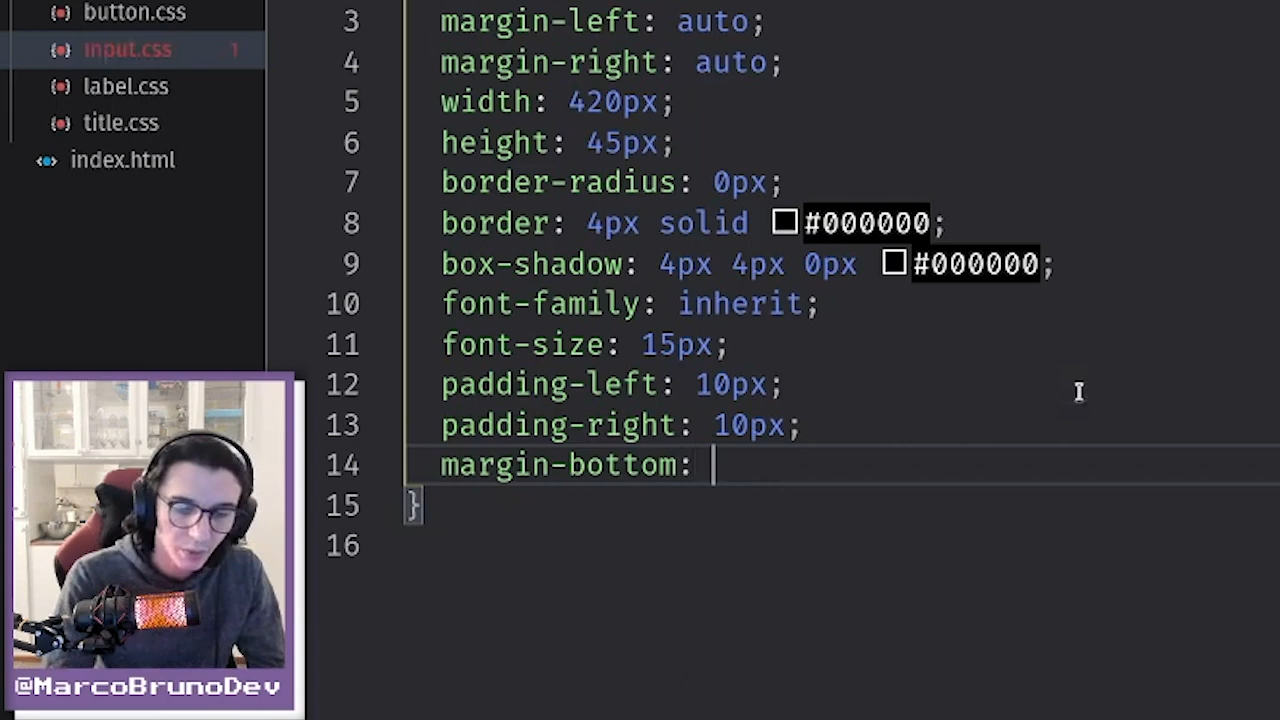 button.css
input.css 1
label.css
title.css
index.html
3 margin-left: auto;
4 margin-right: auto;
5 width: 420px;
6 height: 45px;
7 border-radius: 0px;
8 border: 4px solid #000000;
9 box-shadow: 4px 4px 0px #000000;
10 font-family: inherit;
11 font-size: 15px;
12 padding-left: 10px;
13 padding-right: 10px;
14 margin-bottom:
15 }
16
@MarcoBrunoDev